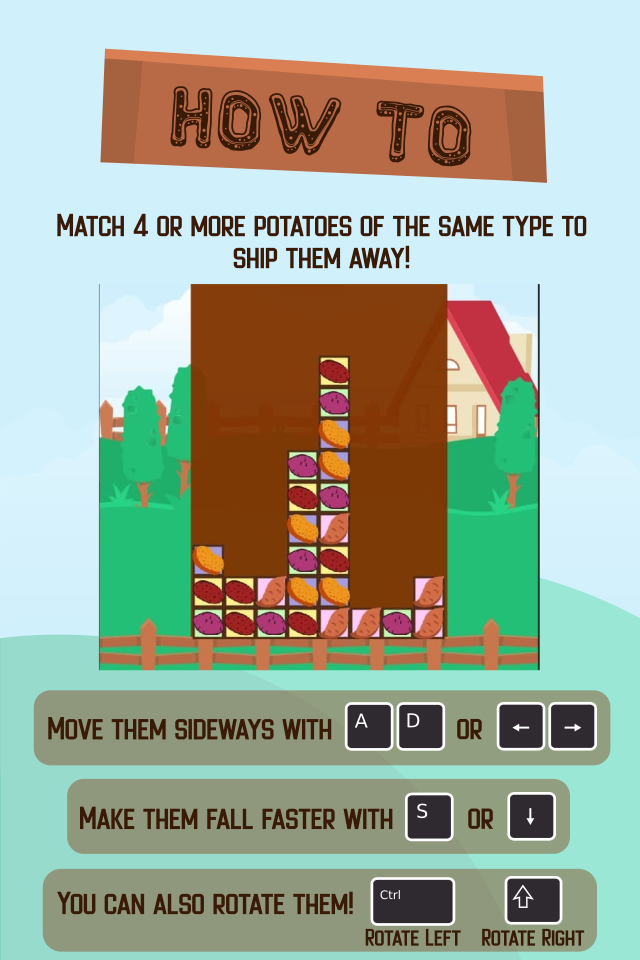 HOW TO
MATCH 4 OR MORE POTATOES OF THE SAME TYPE TO
SHIP THEM AWAY!
MOVE THEM SIDEWAYS WITH A D OR ← →
MAKE THEM FALL FASTER WITH S OR ↓
YOU CAN ALSO ROTATE THEM! Ctrl ⇧
ROTATE LEFT ROTATE RIGHT